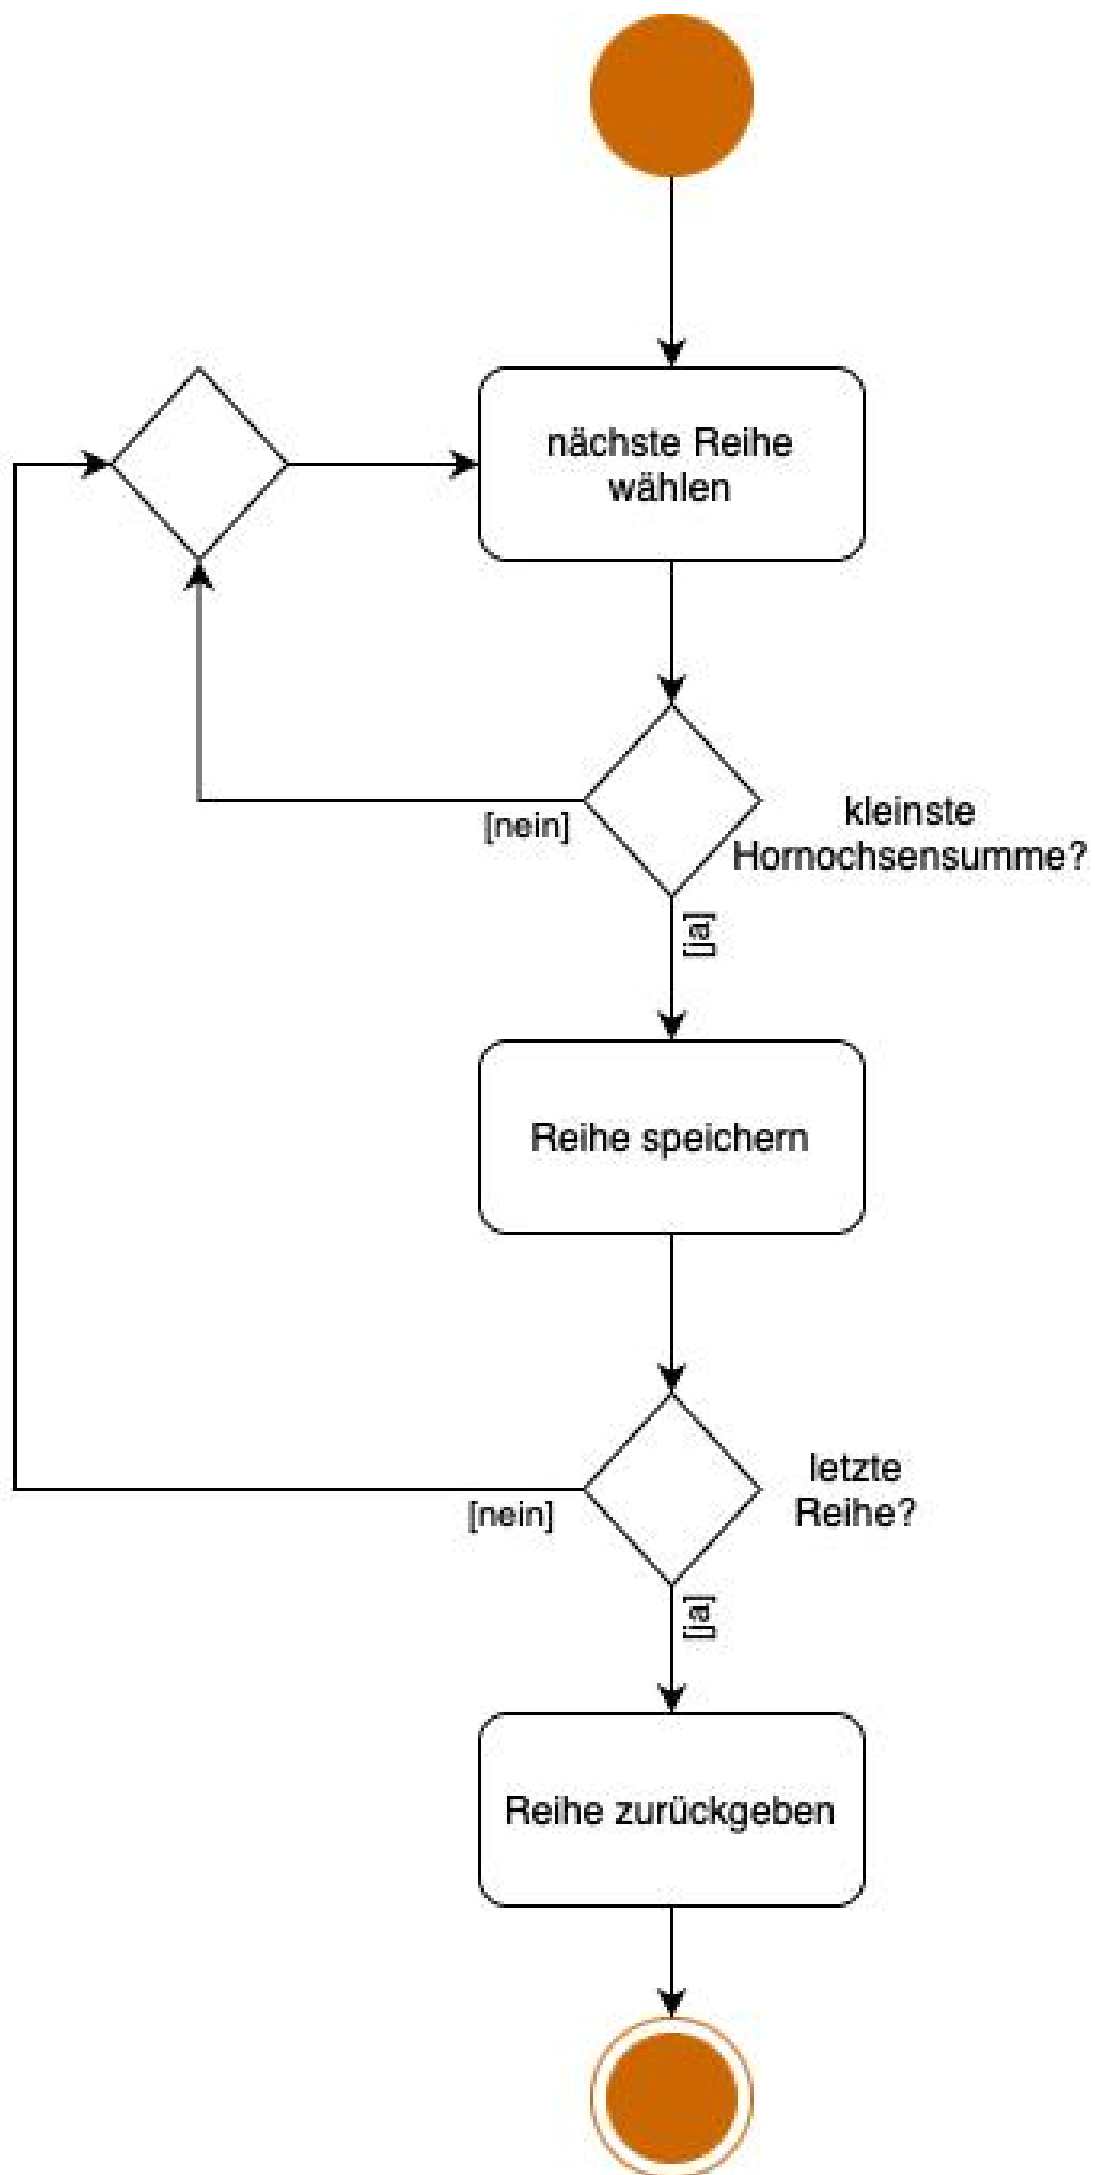 nächste Reihe
wählen
kleinste
Hornochsensumme?
[nein]
[ja]
Reihe speichern
letzte
Reihe?
[nein]
[ja]
Reihe zurückgeben